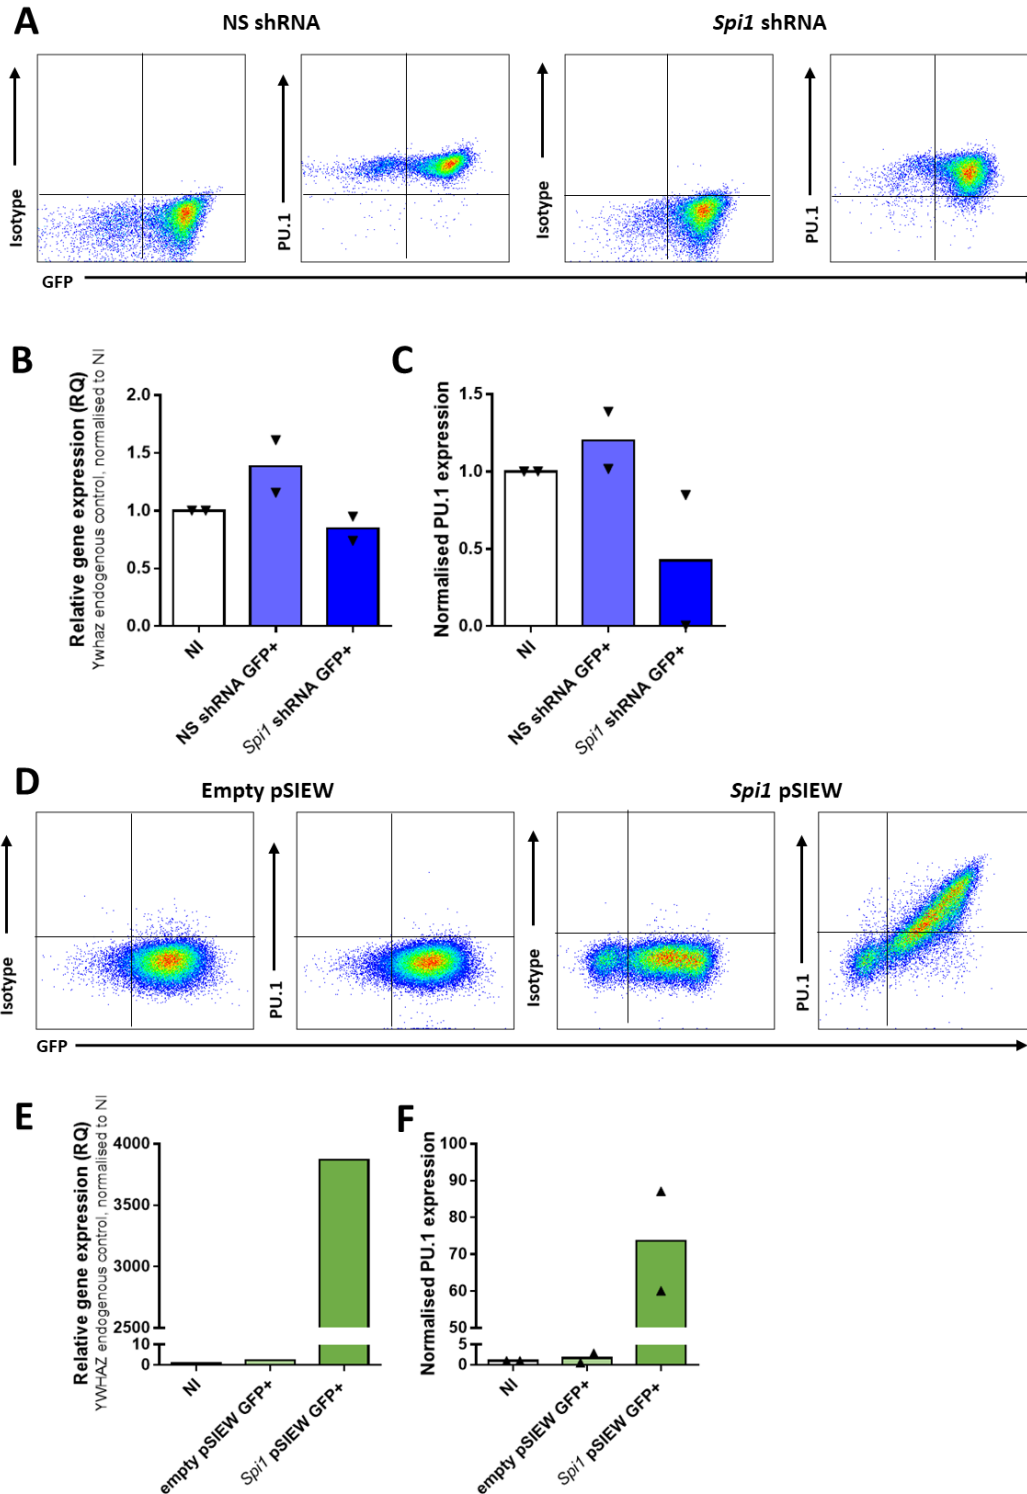 A
NS shRNA
Spi1 shRNA
Isotype
PU.1
Isotype
PU.1
GFP
B
Relative gene expression (RQ)
Ywhaz endogenous control, normalised to NI
2.0
1.5
1.0
0.5
0.0
NI
NS shRNA GFP+
Spi1 shRNA GFP+
C
Normalised PU.1 expression
1.5
1.0
0.5
0.0
NI
NS shRNA GFP+
Spi1 shRNA GFP+
D
Empty pSIEW
Spi1 pSIEW
Isotype
PU.1
Isotype
PU.1
GFP
E
Relative gene expression (RQ)
YWHAZ endogenous control, normalised to NI
4000
3500
3000
2500
10
0
NI
empty pSIEW GFP+
Spi1 pSIEW GFP+
F
Normalised PU.1 expression
100
90
80
70
60
50
5
0
NI
empty pSIEW GFP+
Spi1 pSIEW GFP+